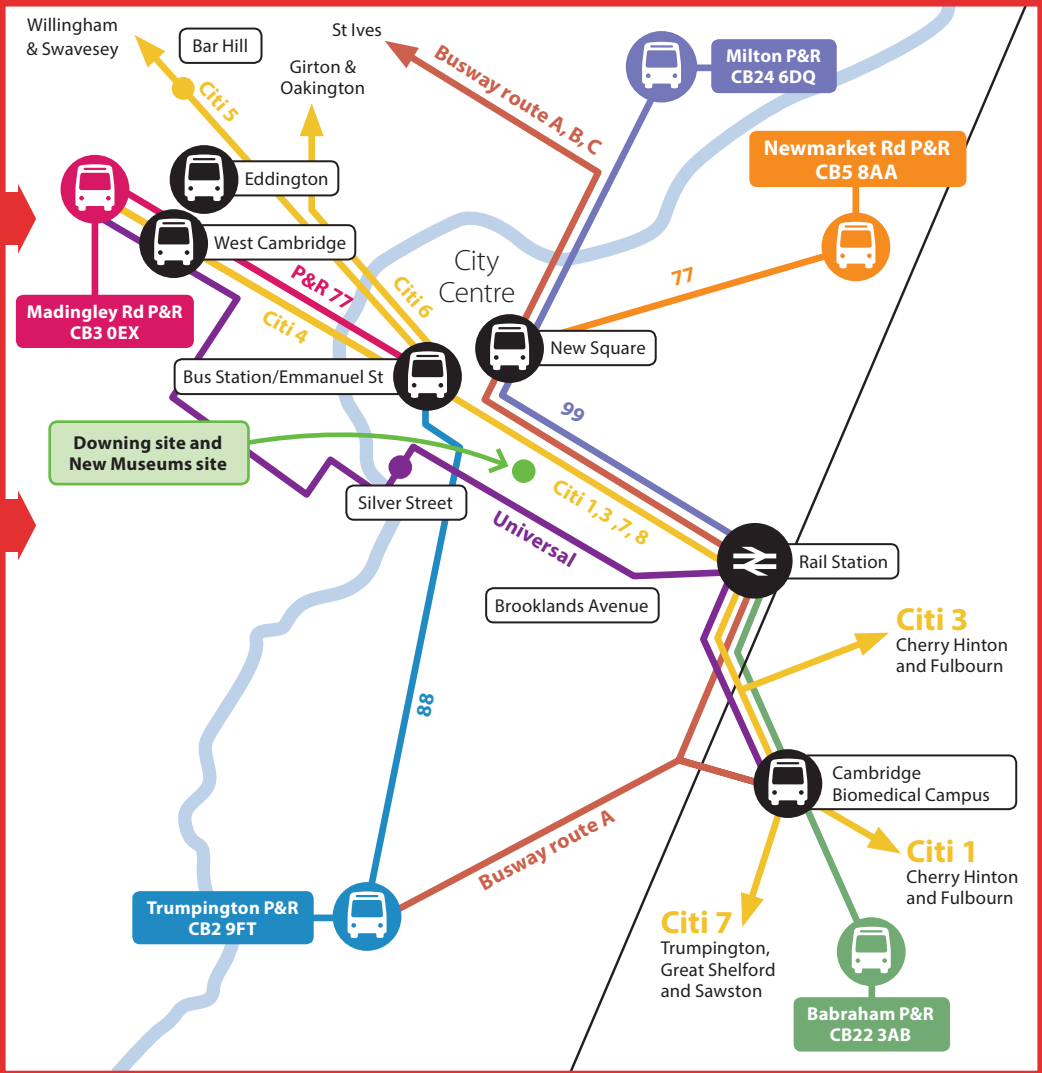 Willingham
& Swavesey
Bar Hill
St Ives
Girton &
Oakington
Milton P&R
CB24 6DQ
Citi 5
Busway route A, B, C
Newmarket Rd P&R
CB5 8AA
Eddington
West Cambridge
City
Centre
77
P&R 77
Citi 6
Madingley Rd P&R
CB3 0EX
Citi 4
New Square
Bus Station/Emmanuel St
99
Downing site and
New Museums site
Silver Street
Citi 1,3 ,7, 8
Universal
Rail Station
Brooklands Avenue
Citi 3
Cherry Hinton
and Fulbourn
88
Cambridge
Biomedical Campus
Busway route A
Citi 1
Cherry Hinton
and Fulbourn
Trumpington P&R
CB2 9FT
Citi 7
Trumpington,
Great Shelford
and Sawston
Babraham P&R
CB22 3AB